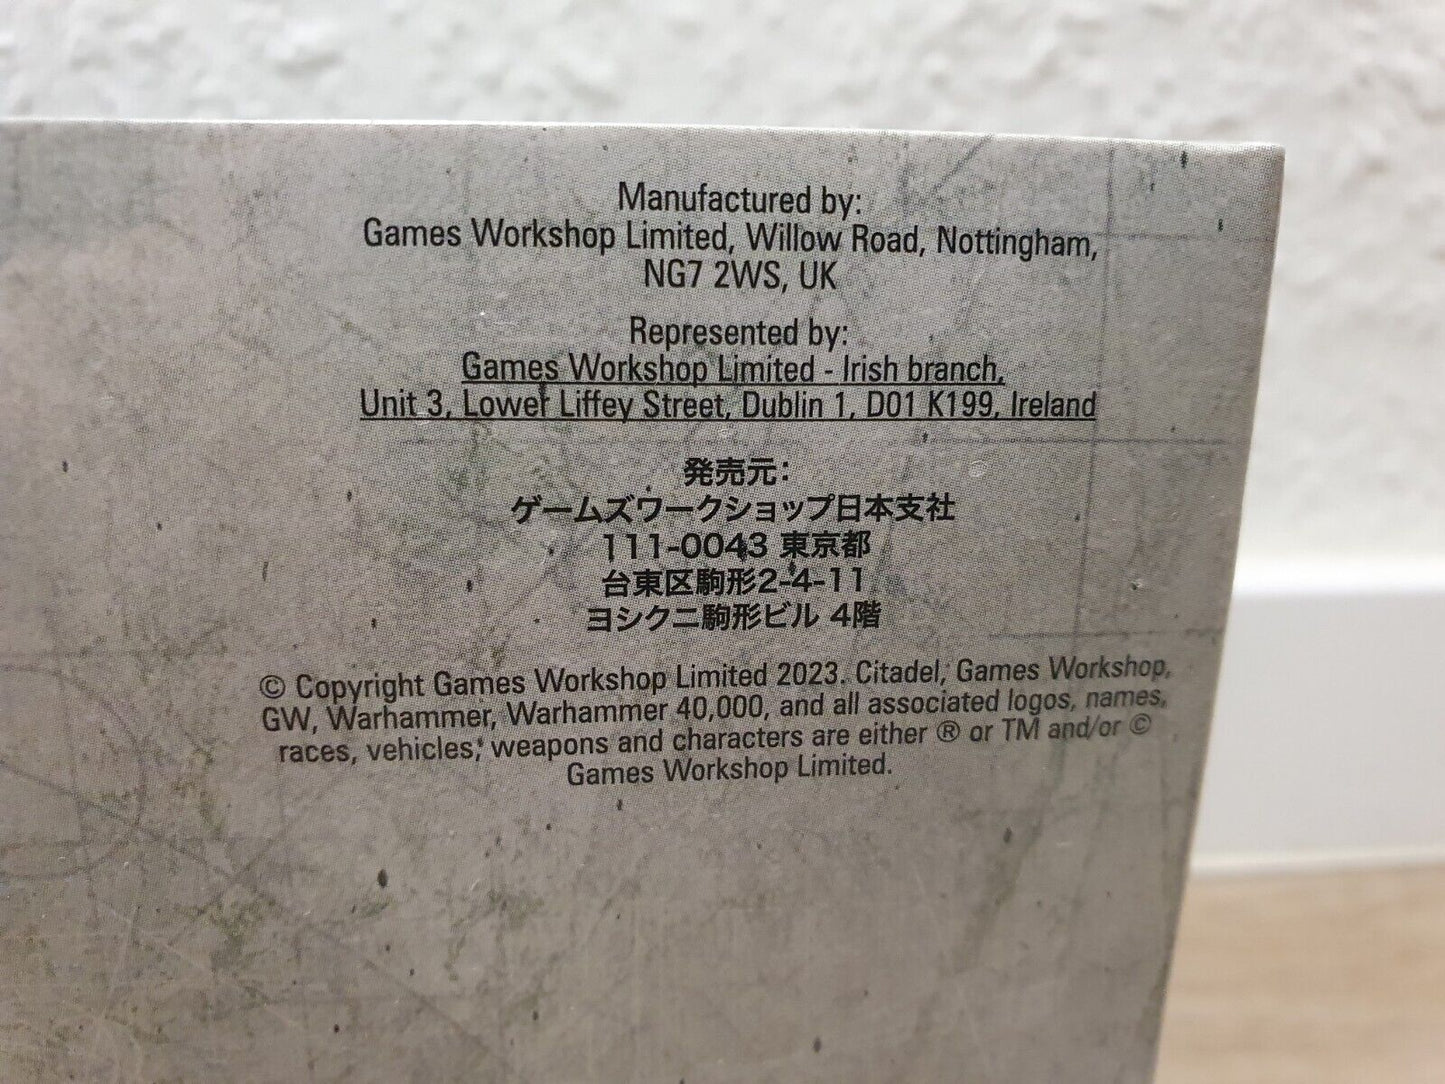 Manufactured by:
Games Workshop Limited, Willow Road, Nottingham,
NG7 2WS, UK
Represented by:
Games Workshop Limited - Irish branch,
Unit 3, Lower Liffey Street, Dublin 1, D01 K199, Ireland
発売元:
ゲームズワークショップ日本支社
111-0043 東京都
台東区駒形2-4-11
ヨシクニ駒形ビル 4階
© Copyright Games Workshop Limited 2023. Citadel, Games Workshop,
GW, Warhammer, Warhammer 40,000, and all associated logos, names,
races, vehicles, weapons and characters are either ® or TM and/or ©
Games Workshop Limited.